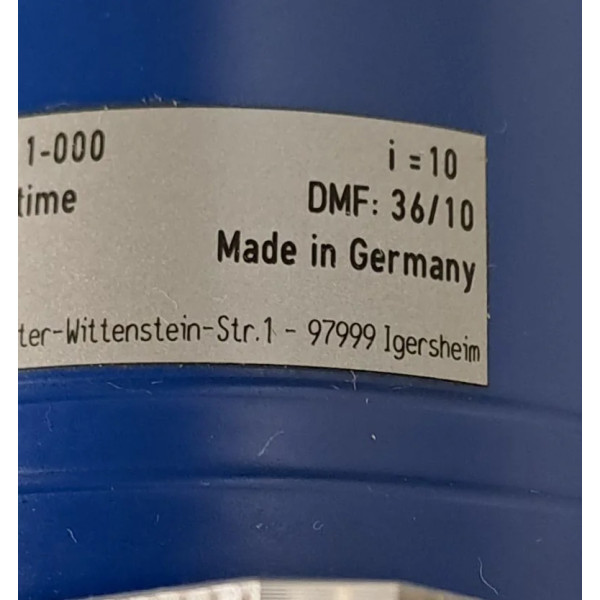 1-000 i = 10
time DMF: 36/10
Made in Germany
ter-Wittenstein-Str.1 - 97999 Igersheim